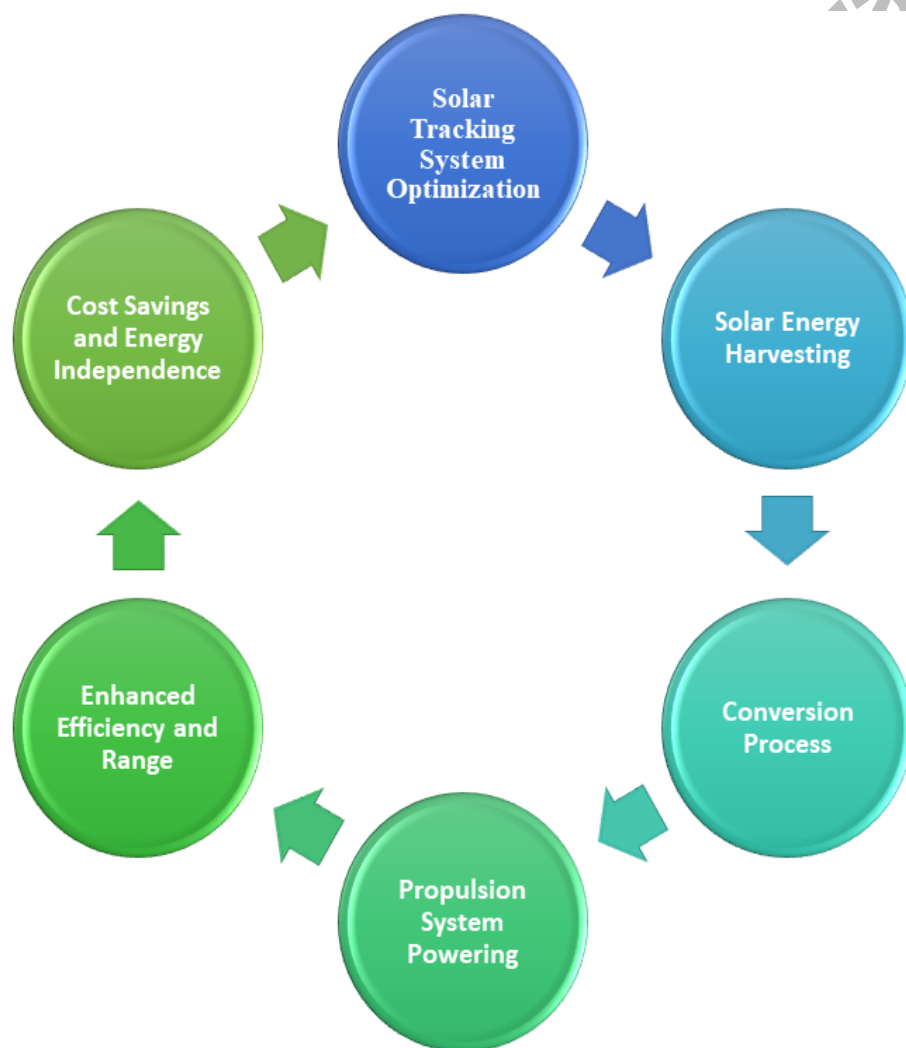 Solar
Tracking
System
Optimization
Solar Energy
Harvesting
Conversion
Process
Propulsion
System
Powering
Enhanced
Efficiency and
Range
Cost Savings
and Energy
Independence